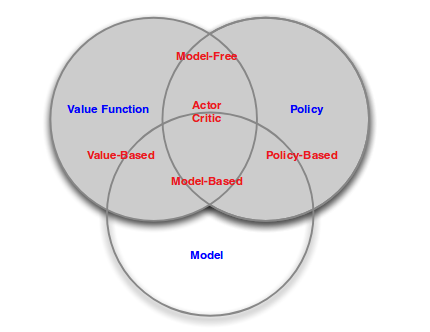 Model-Free
Value Function
Actor
Critic
Policy
Value-Based
Policy-Based
Model-Based
Model